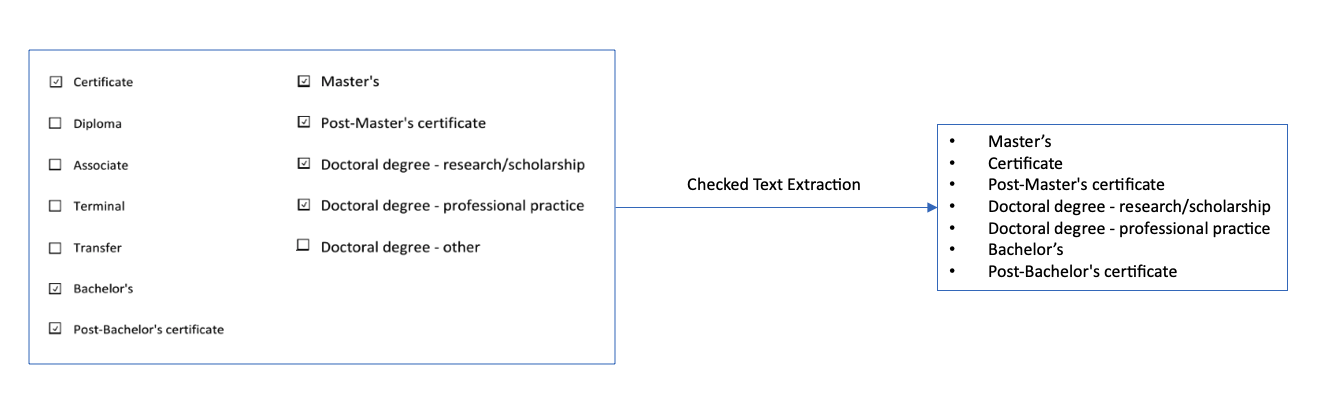 ☑ Certificate
☐ Diploma
☐ Associate
☐ Terminal
☐ Transfer
☑ Bachelor's
☑ Post-Bachelor's certificate
☑ Master's
☑ Post-Master's certificate
☑ Doctoral degree - research/scholarship
☑ Doctoral degree - professional practice
☐ Doctoral degree - other
Checked Text Extraction
• Master’s
• Certificate
• Post-Master's certificate
• Doctoral degree - research/scholarship
• Doctoral degree - professional practice
• Bachelor’s
• Post-Bachelor's certificate